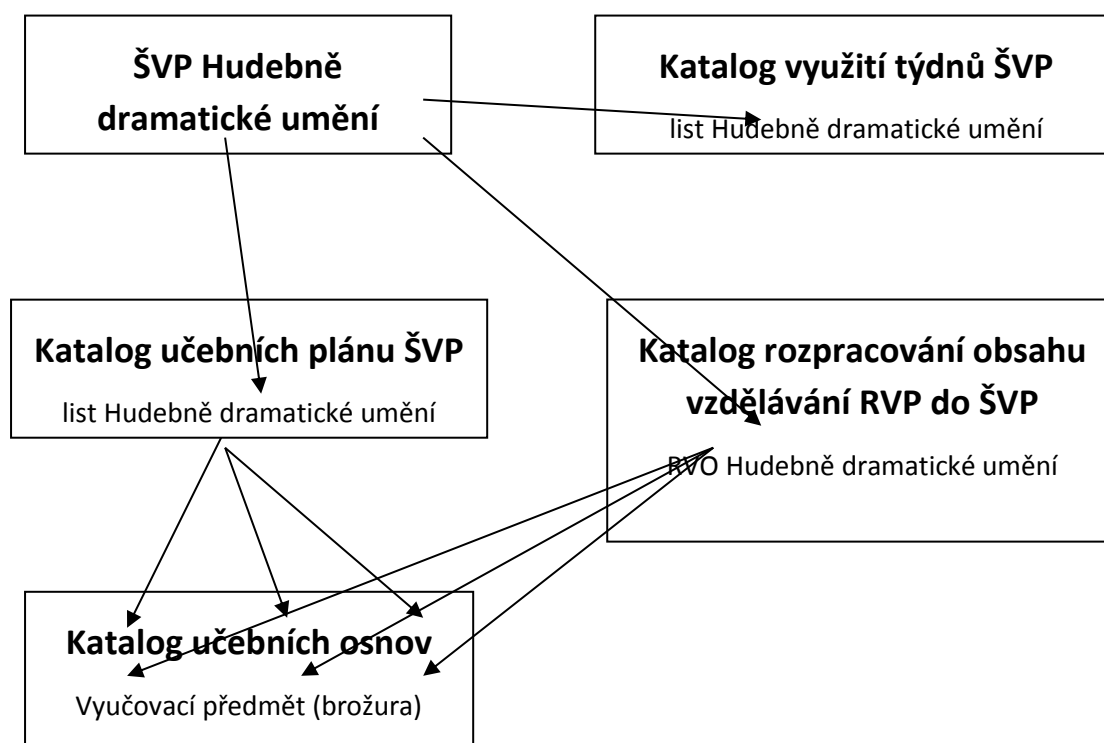 ŠVP Hudebně
dramatické umění
Katalog využití týdnů ŠVP
list Hudebně dramatické umění
Katalog učebních plánu ŠVP
list Hudebně dramatické umění
Katalog rozpracování obsahu
vzdělávání RVP do ŠVP
RVO Hudebně dramatické umění
Katalog učebních osnov
Vyučovací předmět (brožura)